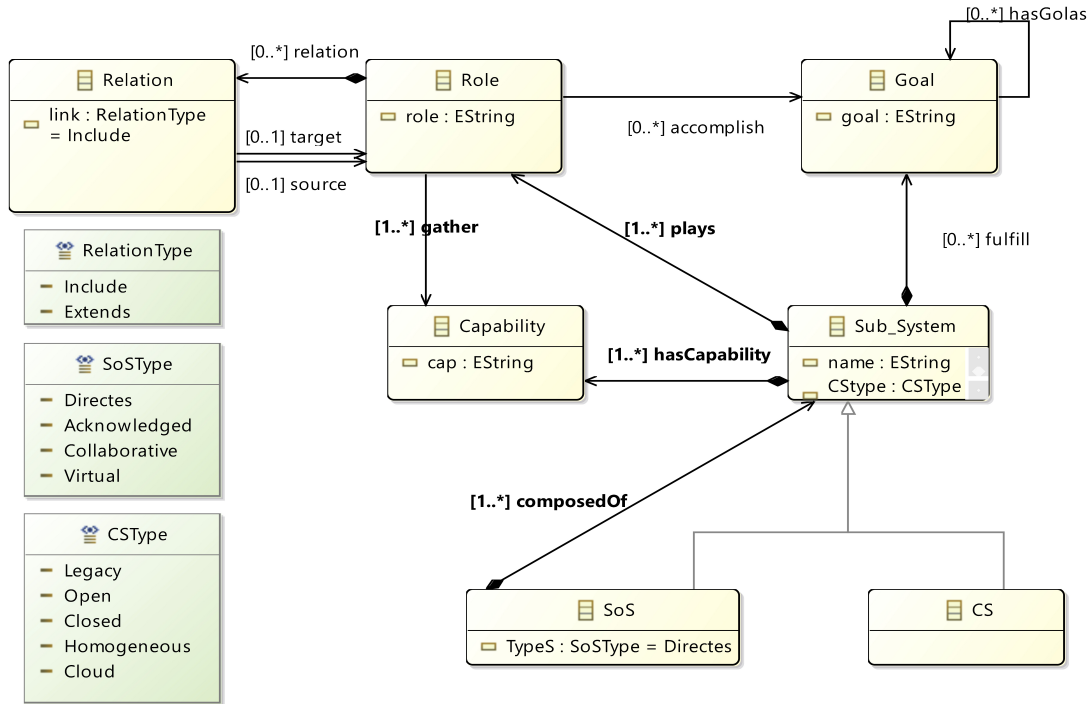 [0..*] hasGolas
[0..*] relation
Relation
link : RelationType
= Include
Role
role : EString
Goal
goal : EString
[0..1] target
[0..1] source
[0..*] accomplish
[1..*] gather
[1..*] plays
[0..*] fulfill
RelationType
Include
Extends
Capability
cap : EString
[1..*] hasCapability
Sub_System
name : EString
CStype : CSType
SoSType
Directes
Acknowledged
Collaborative
Virtual
[1..*] composedOf
CSType
Legacy
Open
Closed
Homogeneous
Cloud
SoS
TypeS : SoSType = Directes
CS